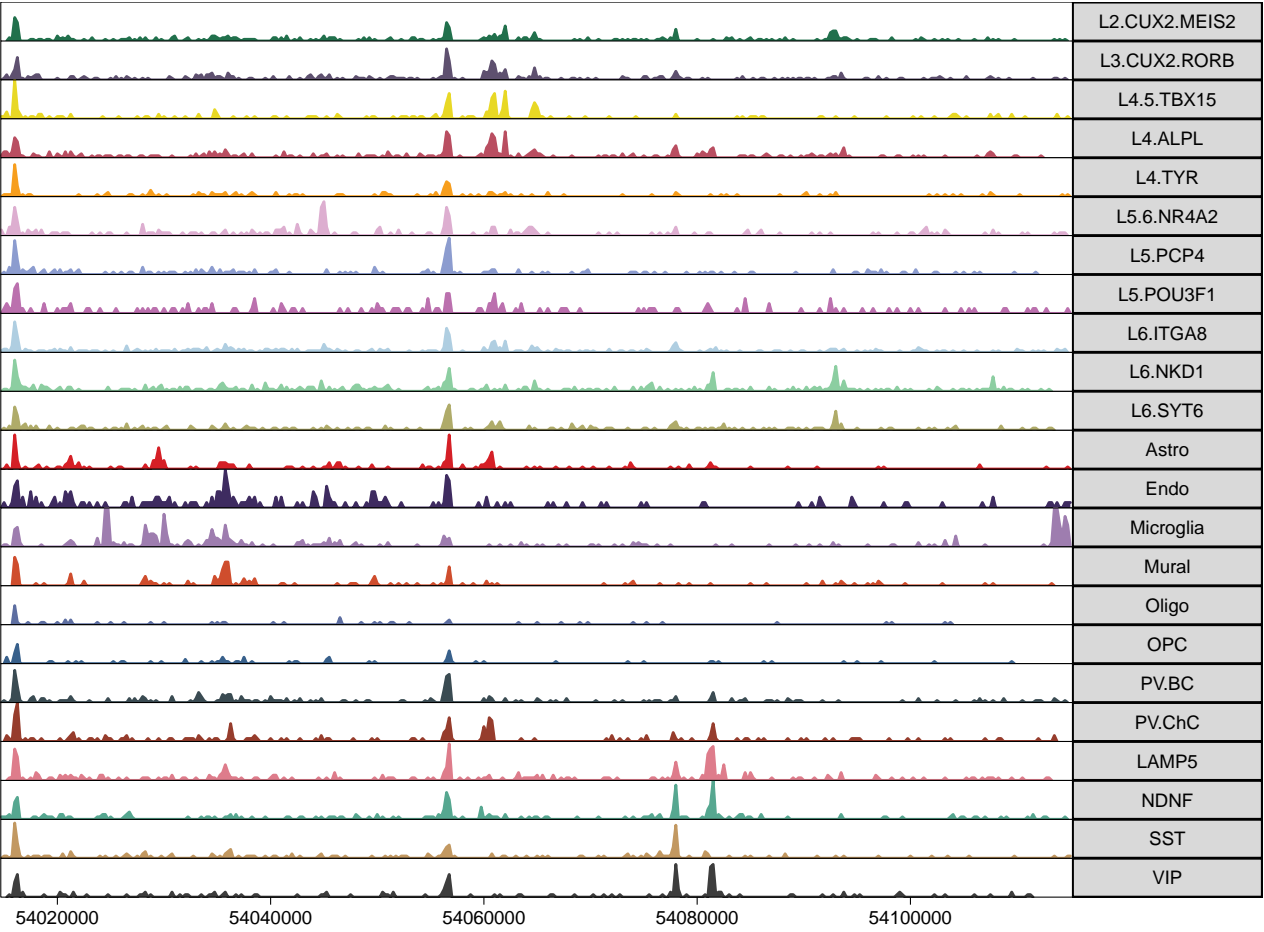 L2.CUX2.MEIS2
L3.CUX2.RORB
L4.5.TBX15
L4.ALPL
L4.TYR
L5.6.NR4A2
L5.PCP4
L5.POU3F1
L6.ITGA8
L6.NKD1
L6.SYT6
Astro
Endo
Microglia
Mural
Oligo
OPC
PV.BC
PV.ChC
LAMP5
NDNF
SST
VIP
54020000 54040000 54060000 54080000 54100000